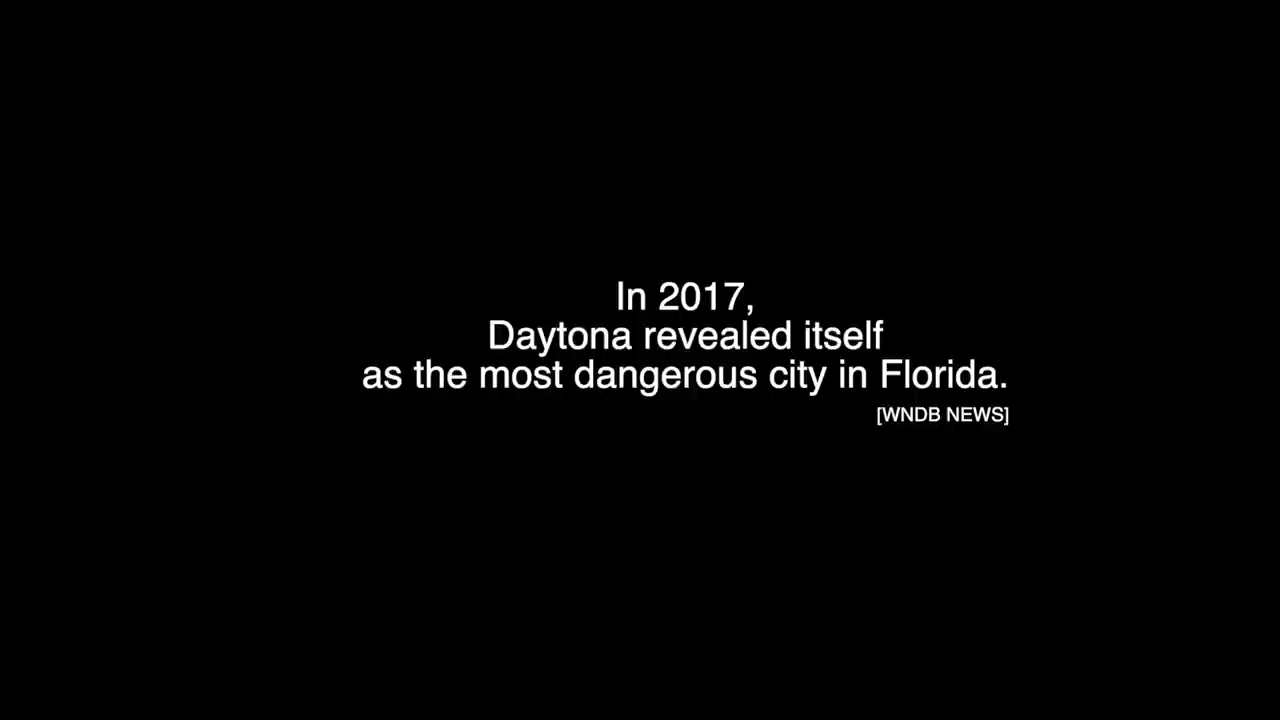 In 2017,
Daytona revealed itself
as the most dangerous city in Florida.
[WNDB NEWS]